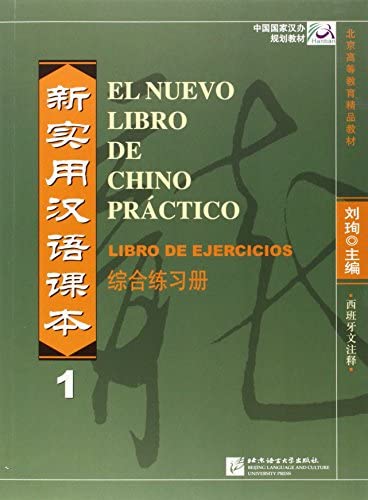 中国国家汉办
规划教材
Hanban
北京高等教育精品教材
新实用汉语课本
1
EL NUEVO
LIBRO
DE
CHINO
PRÁCTICO
LIBRO DE EJERCICIOS
综合练习册
刘珣◎主编
·西班牙文注释·
北京语言大学出版社
BEIJING LANGUAGE AND CULTURE
UNIVERSITY PRESS